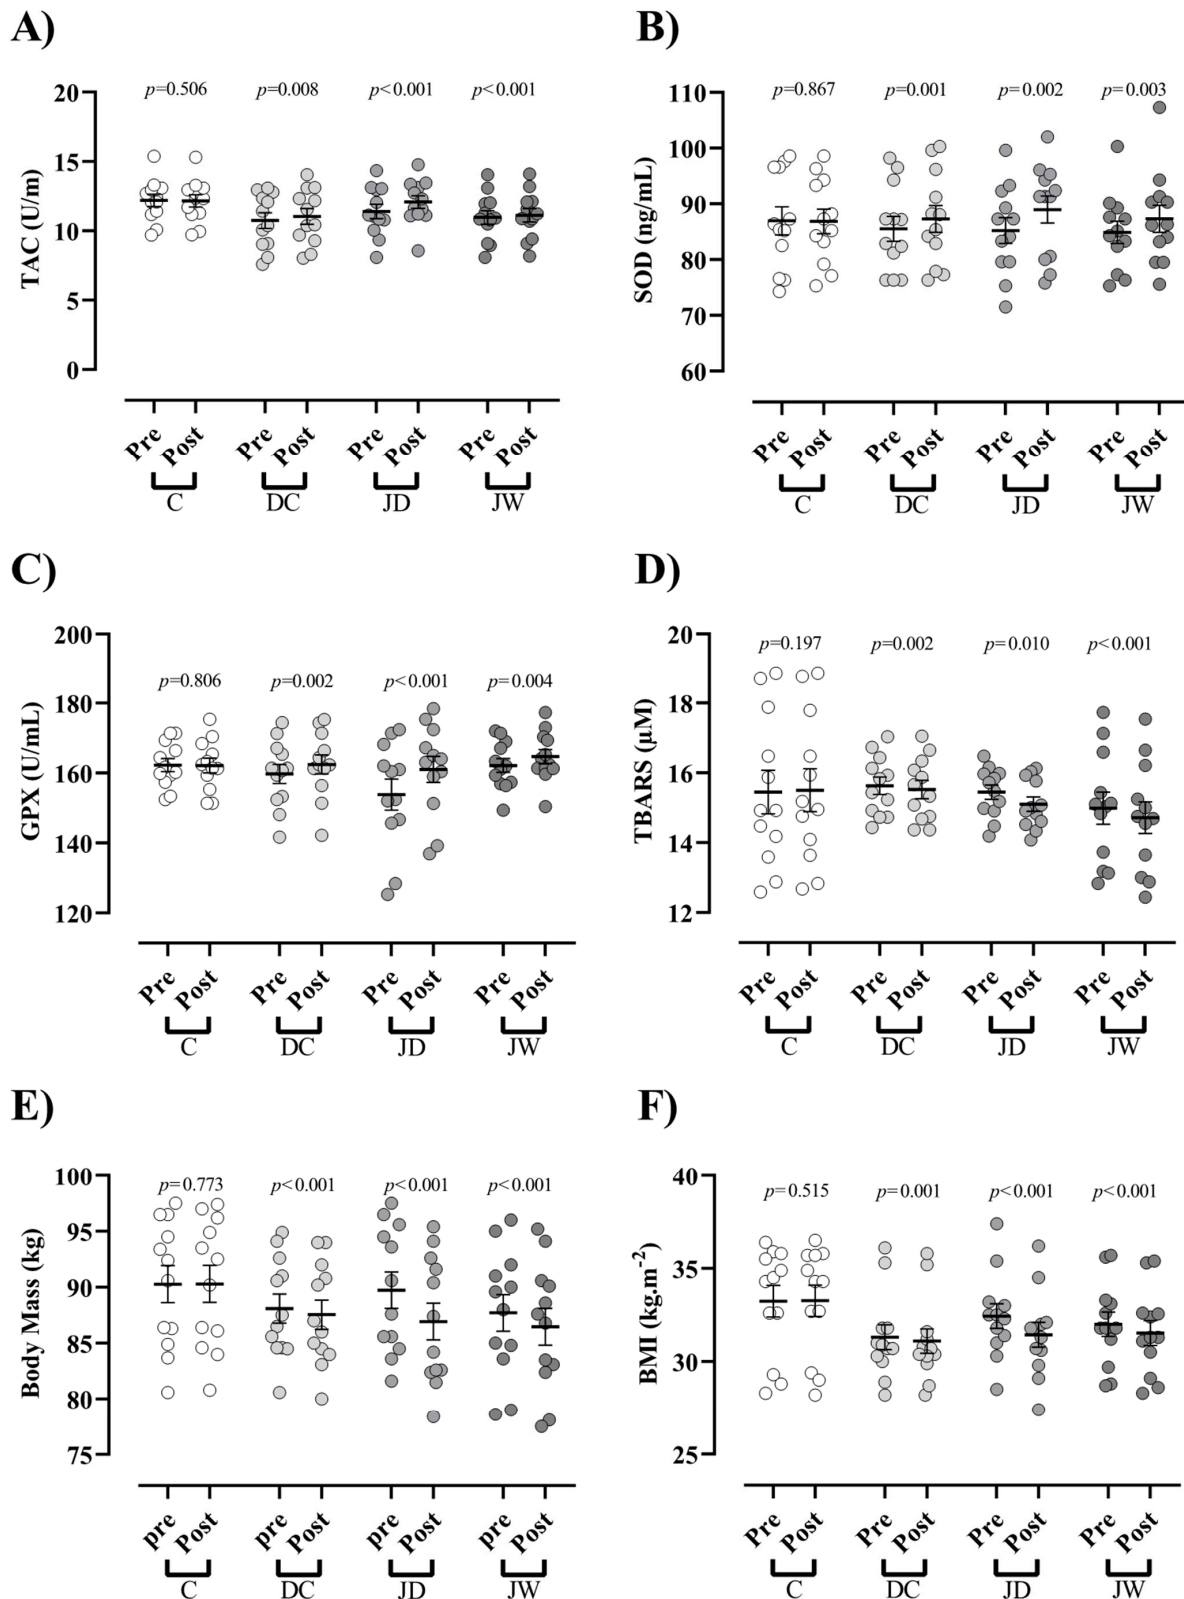 A)
p=0.506 p=0.008 p<0.001 p<0.001
TAC (U/m)
20
15
10
5
0
Pre Post Pre Post Pre Post Pre Post
C DC JD JW
B)
p=0.867 p=0.001 p=0.002 p=0.003
SOD (ng/mL)
110
100
90
80
70
60
Pre Post Pre Post Pre Post Pre Post
C DC JD JW
C)
p=0.806 p=0.002 p<0.001 p=0.004
GPX (U/mL)
200
180
160
140
120
Pre Post Pre Post Pre Post Pre Post
C DC JD JW
D)
p=0.197 p=0.002 p=0.010 p<0.001
TBARS (µM)
20
18
16
14
12
Pre Post Pre Post Pre Post Pre Post
C DC JD JW
E)
p=0.773 p<0.001 p<0.001 p<0.001
Body Mass (kg)
100
95
90
85
80
75
pre Post pre Post pre Post pre Post
C DC JD JW
F)
p=0.515 p=0.001 p<0.001 p<0.001
BMI (kg.m⁻²)
40
35
30
25
Pre Post Pre Post Pre Post Pre Post
C DC JD JW